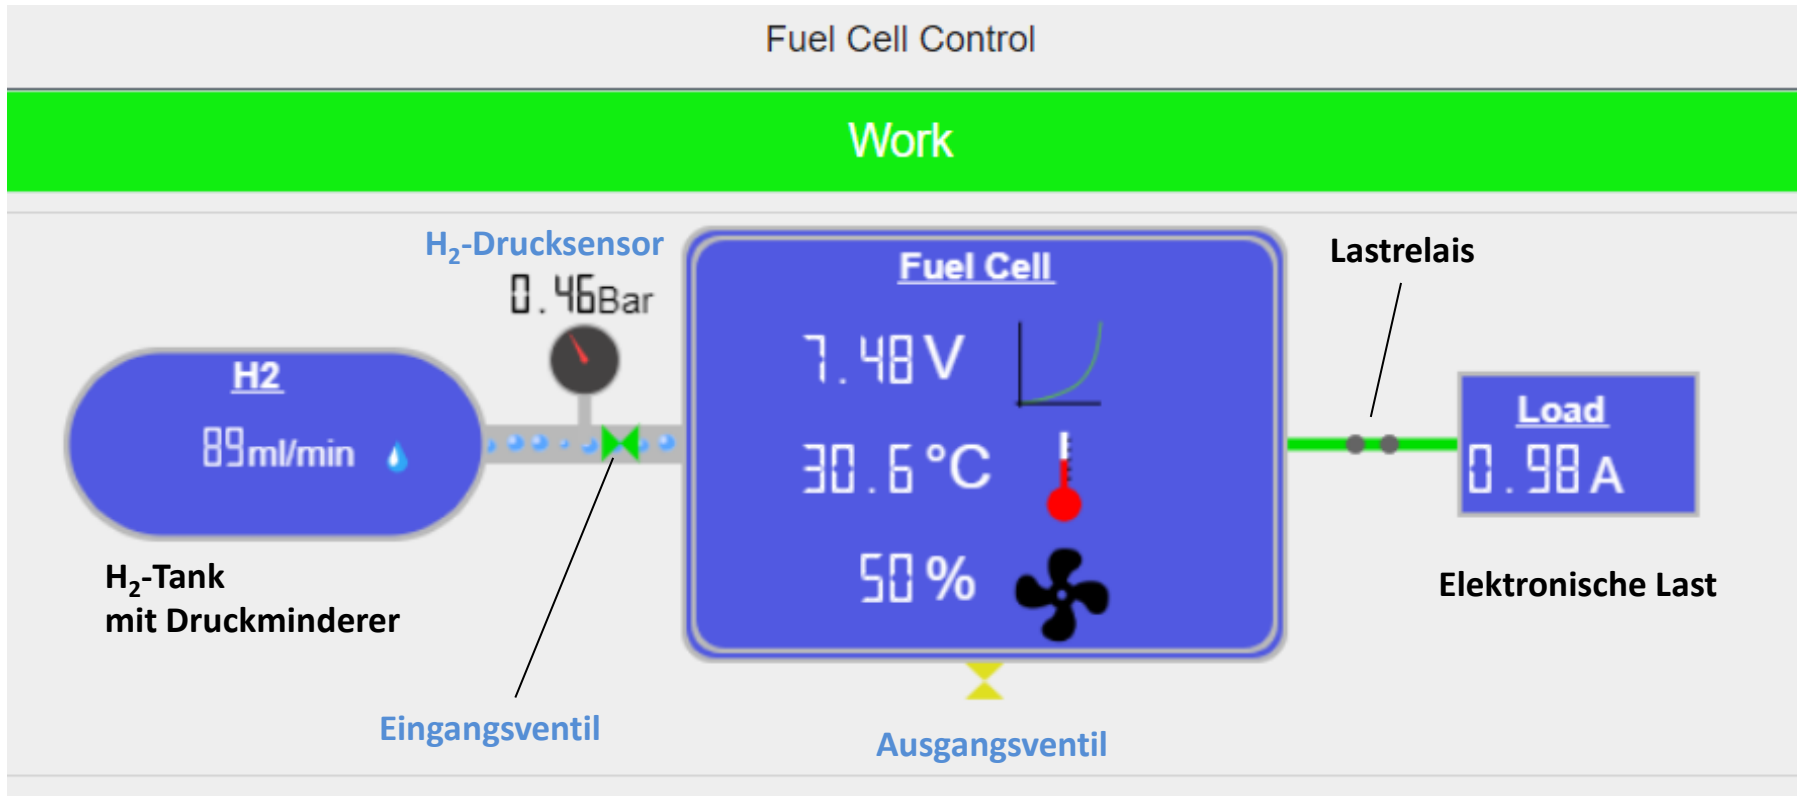 Fuel Cell Control
Work
H₂-Drucksensor
0.46Bar
Fuel Cell
7.48V
30.6°C
50%
Lastrelais
H2
89ml/min
Load
0.98A
H₂-Tank
mit Druckminderer
Elektronische Last
Eingangsventil
Ausgangsventil